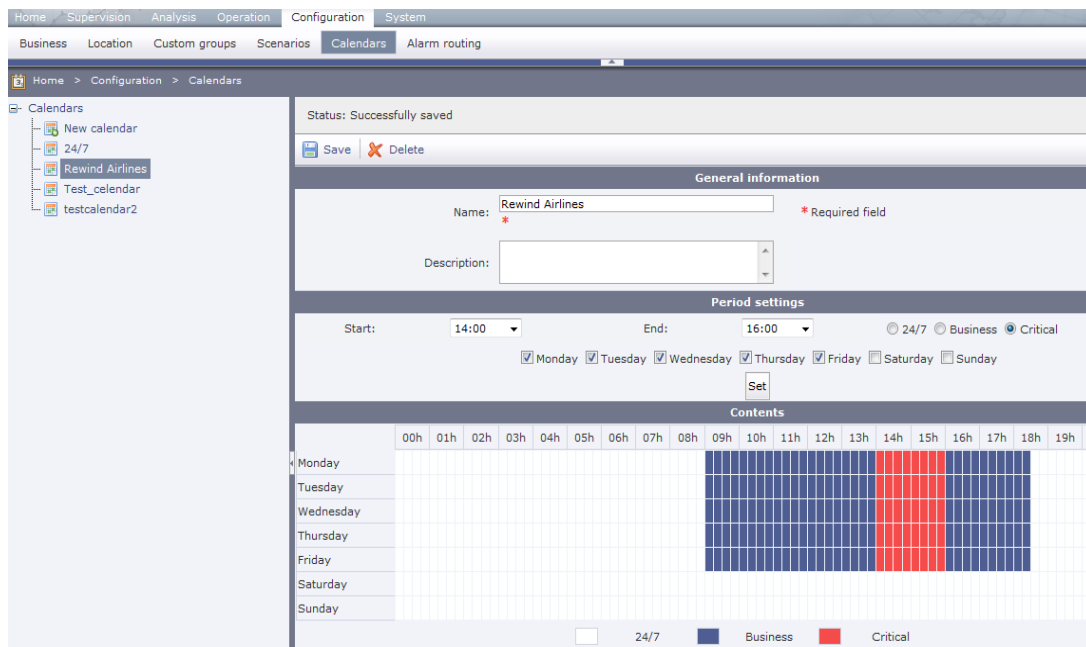 Home Supervision Analysis Operation Configuration System
Business Location Custom groups Scenarios Calendars Alarm routing
Home > Configuration > Calendars
Calendars
New calendar
24/7
Rewind Airlines
Test_celendar
testcalendar2
Status: Successfully saved
Save Delete
General information
Name: Rewind Airlines * Required field
*
Description:
Period settings
Start: 14:00 End: 16:00 24/7 Business Critical
Monday Tuesday Wednesday Thursday Friday Saturday Sunday
Set
Contents
00h 01h 02h 03h 04h 05h 06h 07h 08h 09h 10h 11h 12h 13h 14h 15h 16h 17h 18h 19h
Monday
Tuesday
Wednesday
Thursday
Friday
Saturday
Sunday
24/7 Business Critical